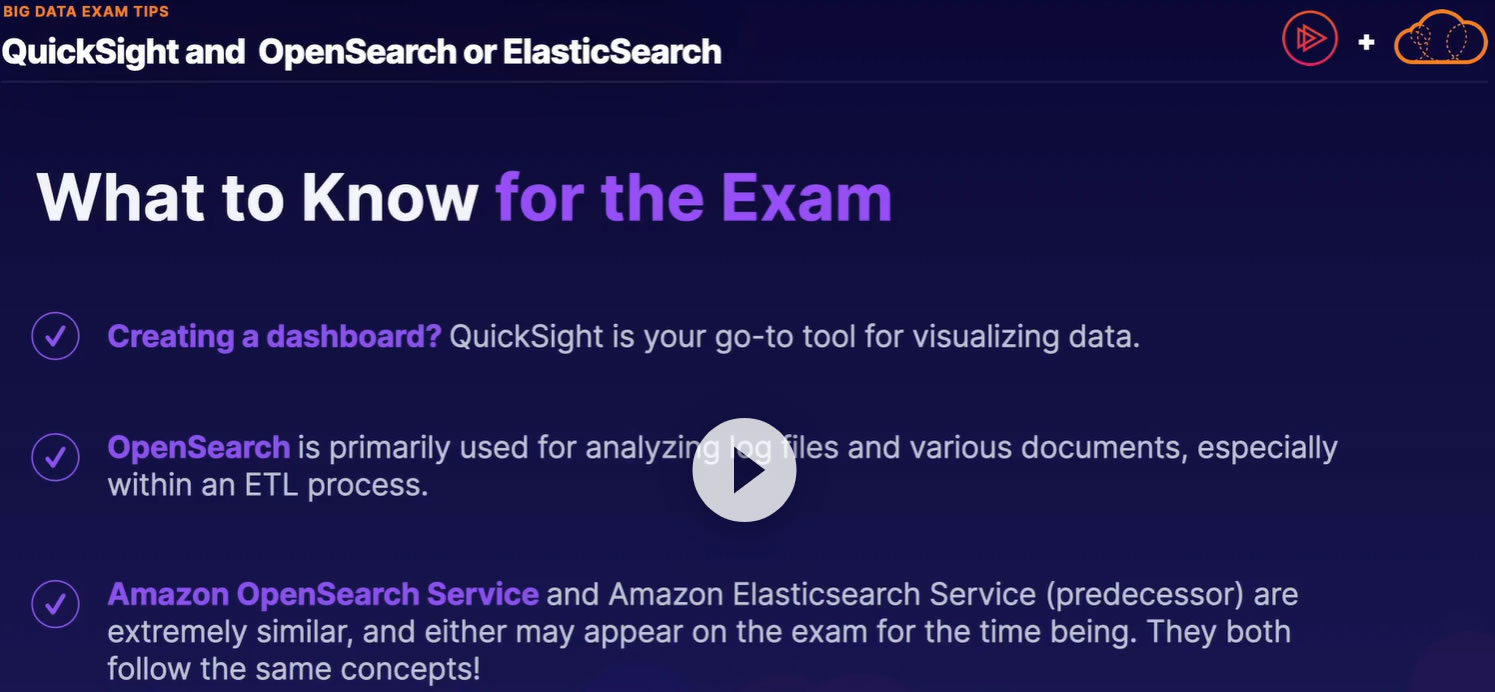 BIG DATA EXAM TIPS
QuickSight and OpenSearch or ElasticSearch
+
What to Know for the Exam
Creating a dashboard? QuickSight is your go-to tool for visualizing data.
OpenSearch is primarily used for analyzing log files and various documents, especially
within an ETL process.
Amazon OpenSearch Service and Amazon Elasticsearch Service (predecessor) are
extremely similar, and either may appear on the exam for the time being. They both
follow the same concepts!